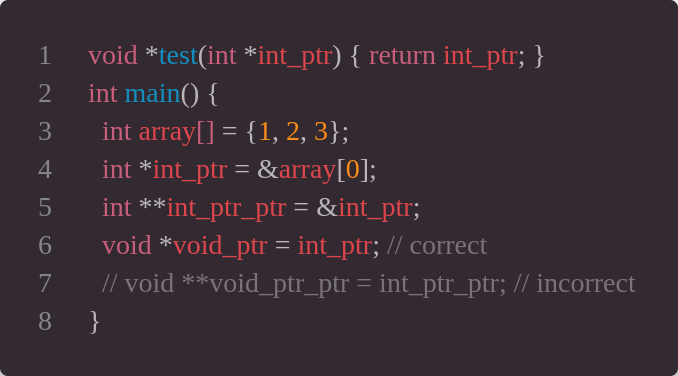 1 void *test(int *int_ptr) { return int_ptr; }
2 int main() {
3   int array[] = {1, 2, 3};
4   int *int_ptr = &array[0];
5   int **int_ptr_ptr = &int_ptr;
6   void *void_ptr = int_ptr; // correct
7   // void **void_ptr_ptr = int_ptr_ptr; // incorrect
8 }